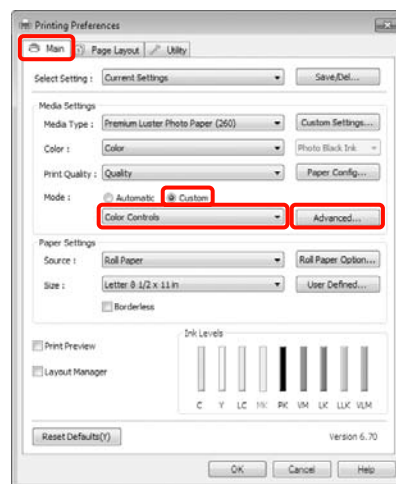 Printing Preferences
Main Page Layout Utility
Select Setting : Current Settings Save/Del...
Media Settings
Media Type : Premium Luster Photo Paper (260) Custom Settings...
Color : Color Photo Black Ink
Print Quality : Quality Paper Config...
Mode : Automatic Custom
Color Controls Advanced...
Paper Settings
Source : Roll Paper Roll Paper Option...
Size : Letter 8 1/2 x 11 in User Defined...
Borderless
Print Preview
Layout Manager
Ink Levels
C Y LC MK PK VM LK LLK VLM
Reset Defaults(Y) Version 6.70
OK Cancel Help